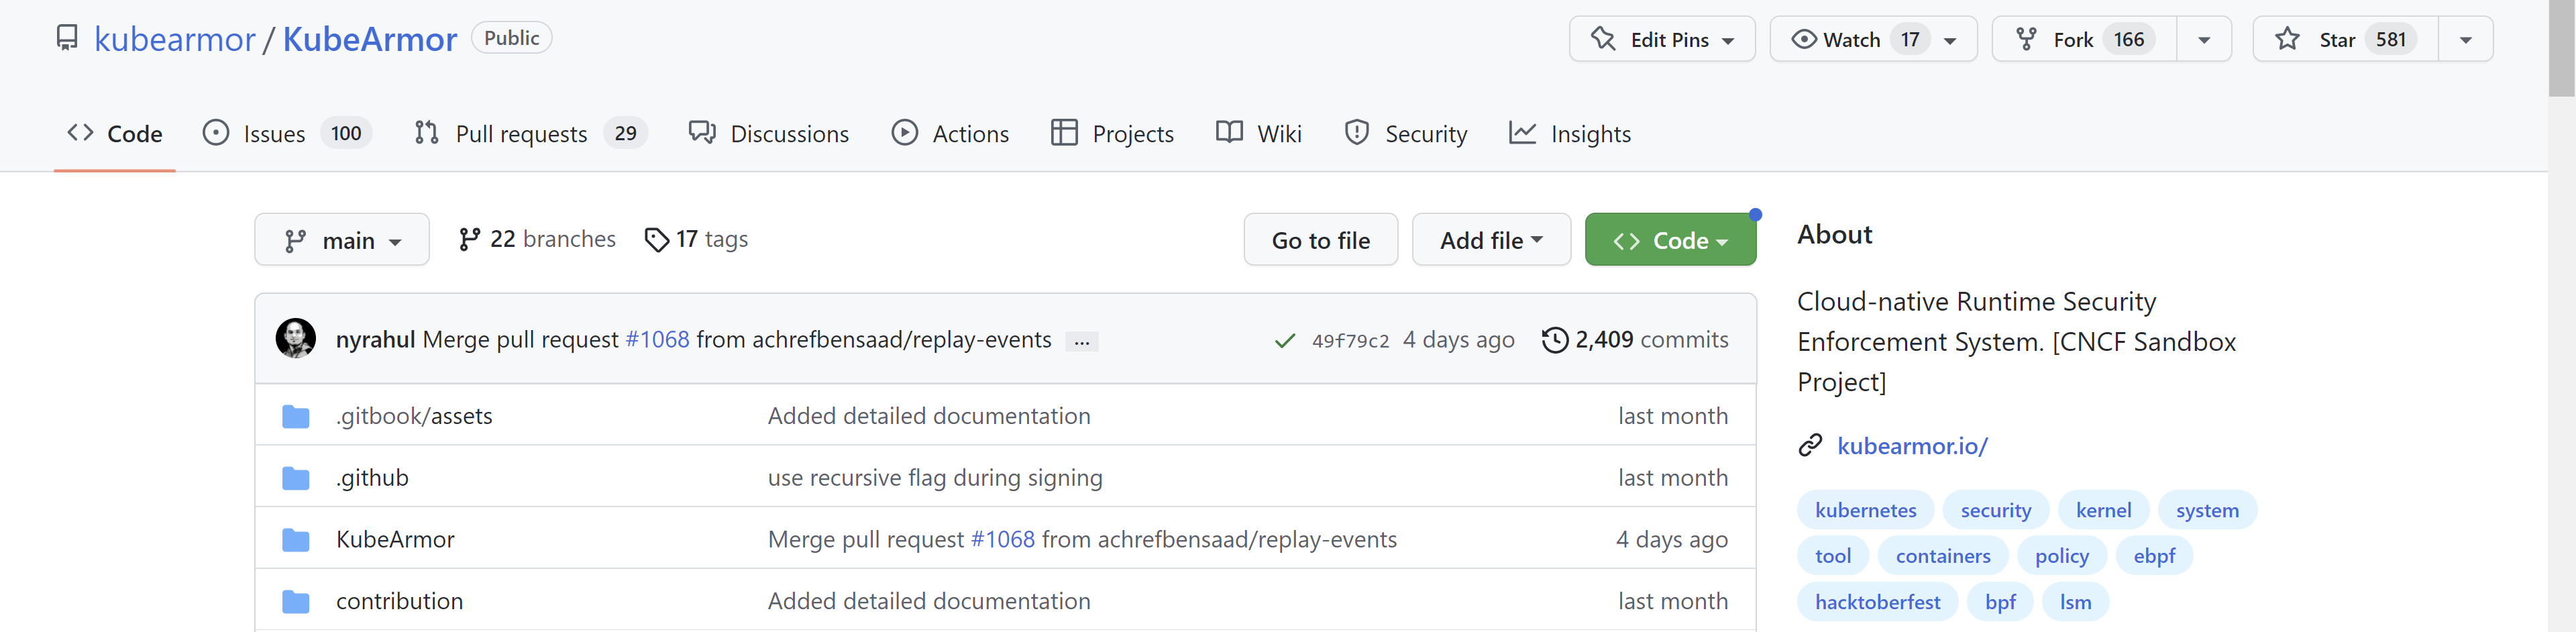 kubearmor / KubeArmor Public Edit Pins Watch 17 Fork 166 Star 581
Code Issues 100 Pull requests 29 Discussions Actions Projects Wiki Security Insights
main 22 branches 17 tags Go to file Add file Code
nyrahul Merge pull request #1068 from achrefbensaad/replay-events ... 49f79c2 4 days ago 2,409 commits
.gitbook/assets Added detailed documentation last month
.github use recursive flag during signing last month
KubeArmor Merge pull request #1068 from achrefbensaad/replay-events 4 days ago
contribution Added detailed documentation last month
About
Cloud-native Runtime Security
Enforcement System. [CNCF Sandbox
Project]
kubearmor.io/
kubernetes security kernel system
tool containers policy ebpf
hacktoberfest bpf lsm